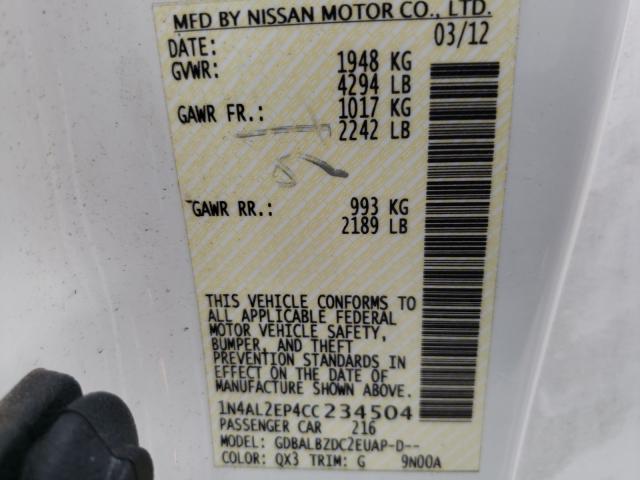 MFD BY NISSAN MOTOR CO., LTD.
DATE: 03/12
GVWR: 1948 KG
4294 LB
GAWR FR.: 1017 KG
2242 LB
GAWR RR.: 993 KG
2189 LB
THIS VEHICLE CONFORMS TO
ALL APPLICABLE FEDERAL
MOTOR VEHICLE SAFETY,
BUMPER, AND THEFT
PREVENTION STANDARDS IN
EFFECT ON THE DATE OF
MANUFACTURE SHOWN ABOVE.
1N4AL2EP4CC234504
PASSENGER CAR 216
MODEL: GDBALBZDC2EUAP-D--
COLOR: QX3 TRIM: G 9N00A